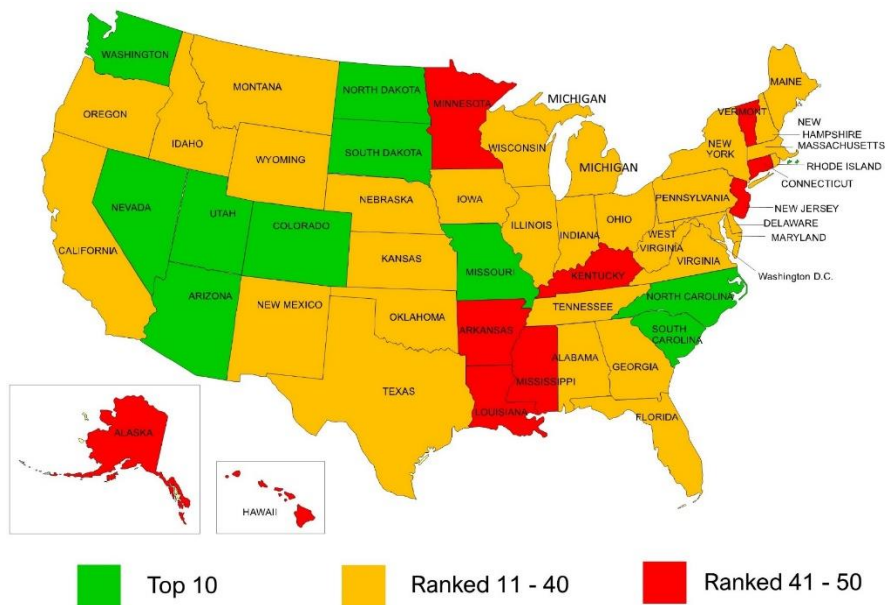 WASHINGTON
MONTANA
NORTH DAKOTA
MINNESOTA
MICHIGAN
MAINE
VERMONT
OREGON
IDAHO
WYOMING
SOUTH DAKOTA
WISCONSIN
MICHIGAN
NEW YORK
NEW
HAMPSHIRE
MASSACHUSETTS
RHODE ISLAND
CONNECTICUT
NEW JERSEY
DELAWARE
MARYLAND
Washington D.C.
NEVADA
UTAH
COLORADO
NEBRASKA
IOWA
ILLINOIS
INDIANA
OHIO
PENNSYLVANIA
WEST
VIRGINIA
VIRGINIA
CALIFORNIA
KANSAS
MISSOURI
KENTUCKY
ARIZONA
NEW MEXICO
OKLAHOMA
ARKANSAS
TENNESSEE
NORTH CAROLINA
SOUTH
CAROLINA
TEXAS
LOUISIANA
MISSISSIPPI
ALABAMA
GEORGIA
FLORIDA
ALASKA
HAWAII
Top 10
Ranked 11 - 40
Ranked 41 - 50